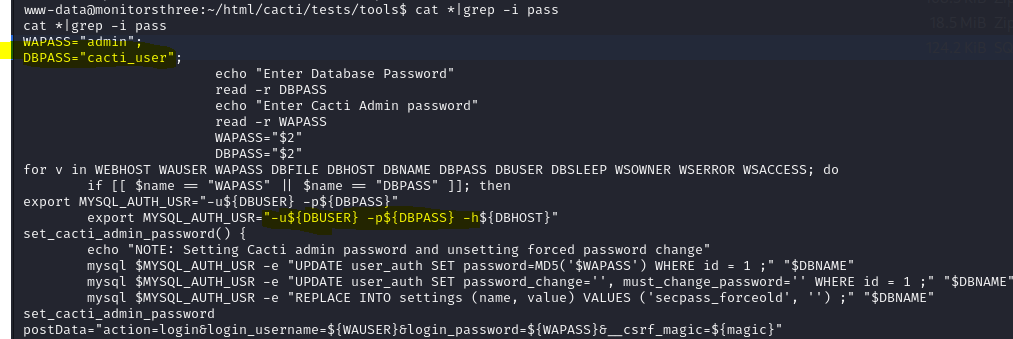 www-data@monitorsthree:~/html/cacti/tests/tools$ cat *|grep -i pass
cat *|grep -i pass
WAPASS="admin";
DBPASS="cacti_user";
echo "Enter Database Password"
read -r DBPASS
echo "Enter Cacti Admin password"
read -r WAPASS
WAPASS="$2"
DBPASS="$2"
for v in WEBHOST WAUSER WAPASS DBFILE DBHOST DBNAME DBPASS DBUSER DBSLEEP WSOWNER WSERROR WSACCESS; do
if [[ $name == "WAPASS" || $name == "DBPASS" ]]; then
export MYSQL_AUTH_USR="-u${DBUSER} -p${DBPASS}"
export MYSQL_AUTH_USR="-u${DBUSER} -p${DBPASS} -h${DBHOST}"
set_cacti_admin_password() {
echo "NOTE: Setting Cacti admin password and unsetting forced password change"
mysql $MYSQL_AUTH_USR -e "UPDATE user_auth SET password=MD5('$WAPASS') WHERE id = 1 ;" "$DBNAME"
mysql $MYSQL_AUTH_USR -e "UPDATE user_auth SET password_change='', must_change_password='' WHERE id = 1 ;" "$DBNAME"
mysql $MYSQL_AUTH_USR -e "REPLACE INTO settings (name, value) VALUES ('secpass_forceold', '') ;" "$DBNAME"
set_cacti_admin_password
postData="action=login&login_username=${WAUSER}&login_password=${WAPASS}&__csrf_magic=${magic}"